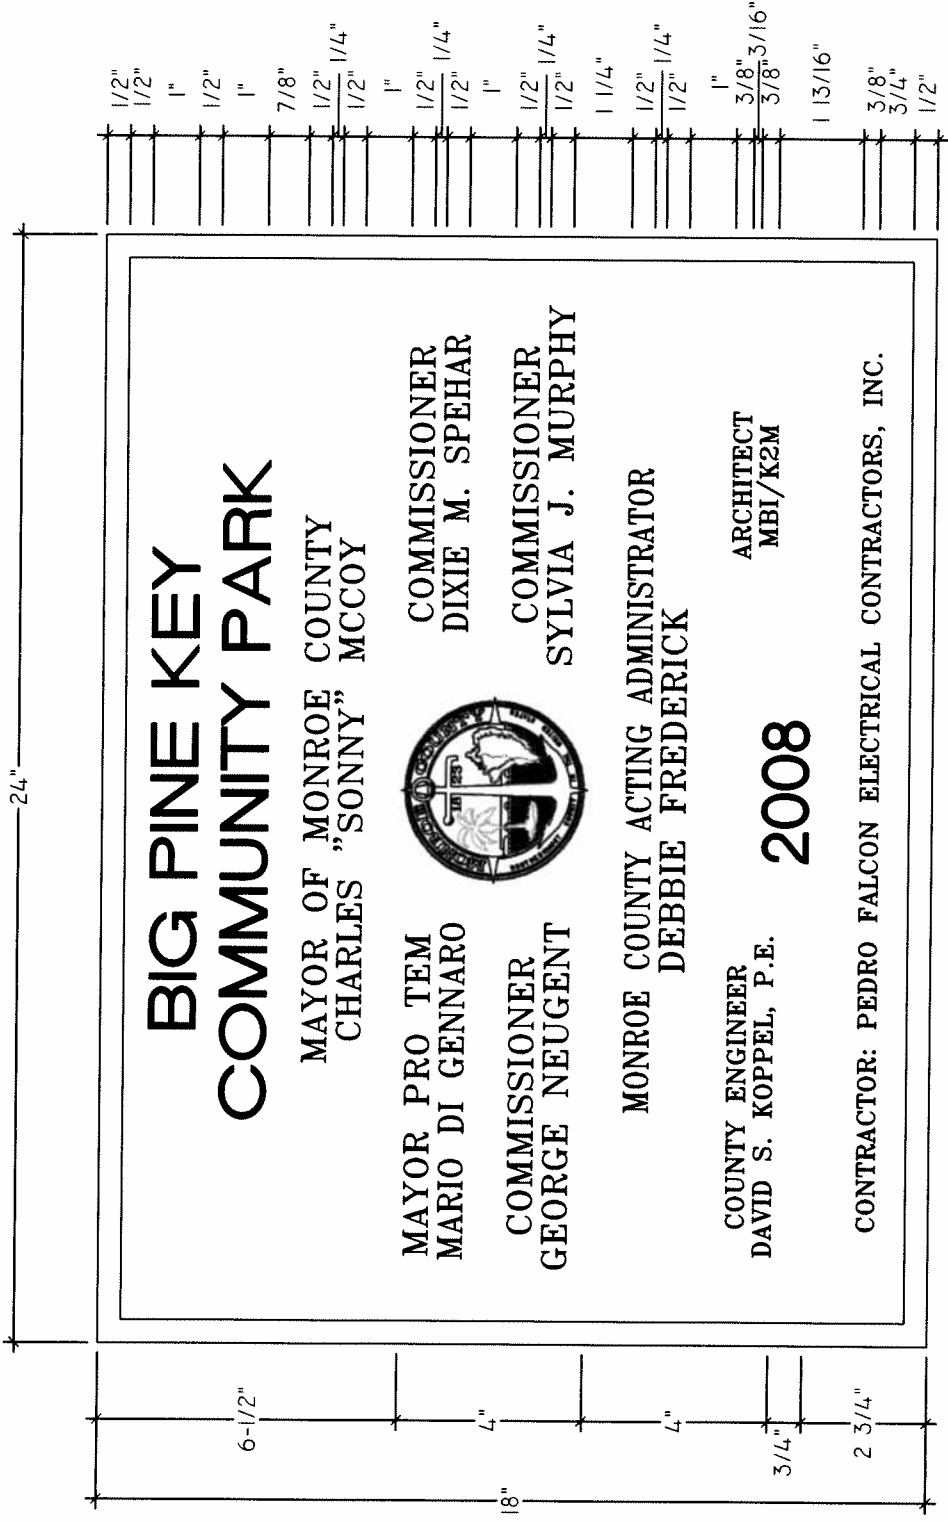 24"
BIG PINE KEY
COMMUNITY PARK
MAYOR OF MONROE COUNTY
CHARLES "SONNY" MCCOY
MAYOR PRO TEM
MARIO DI GENNARO
COMMISSIONER
DIXIE M. SPEHAR
COMMISSIONER
GEORGE NEUGENT
COMMISSIONER
SYLVIA J. MURPHY
MONROE COUNTY
18 23
MONROE COUNTY ACTING ADMINISTRATOR
DEBBIE FREDERICK
COUNTY ENGINEER
DAVID S. KOPPEL, P.E.
2008
ARCHITECT
MBI/K2M
CONTRACTOR: PEDRO FALCON ELECTRICAL CONTRACTORS, INC.
18"
6-1/2"
4"
4"
3/4"
2 3/4"
1/2"
1/2"
1"
1/2"
1"
7/8"
1/2"
1/4"
1/2"
1"
1/2"
1/4"
1/2"
1"
1/2"
1/4"
1/2"
1 1/4"
1/2"
1/4"
1/2"
1"
3/8"
3/16"
3/8"
1 13/16"
3/8"
3/4"
1/2"